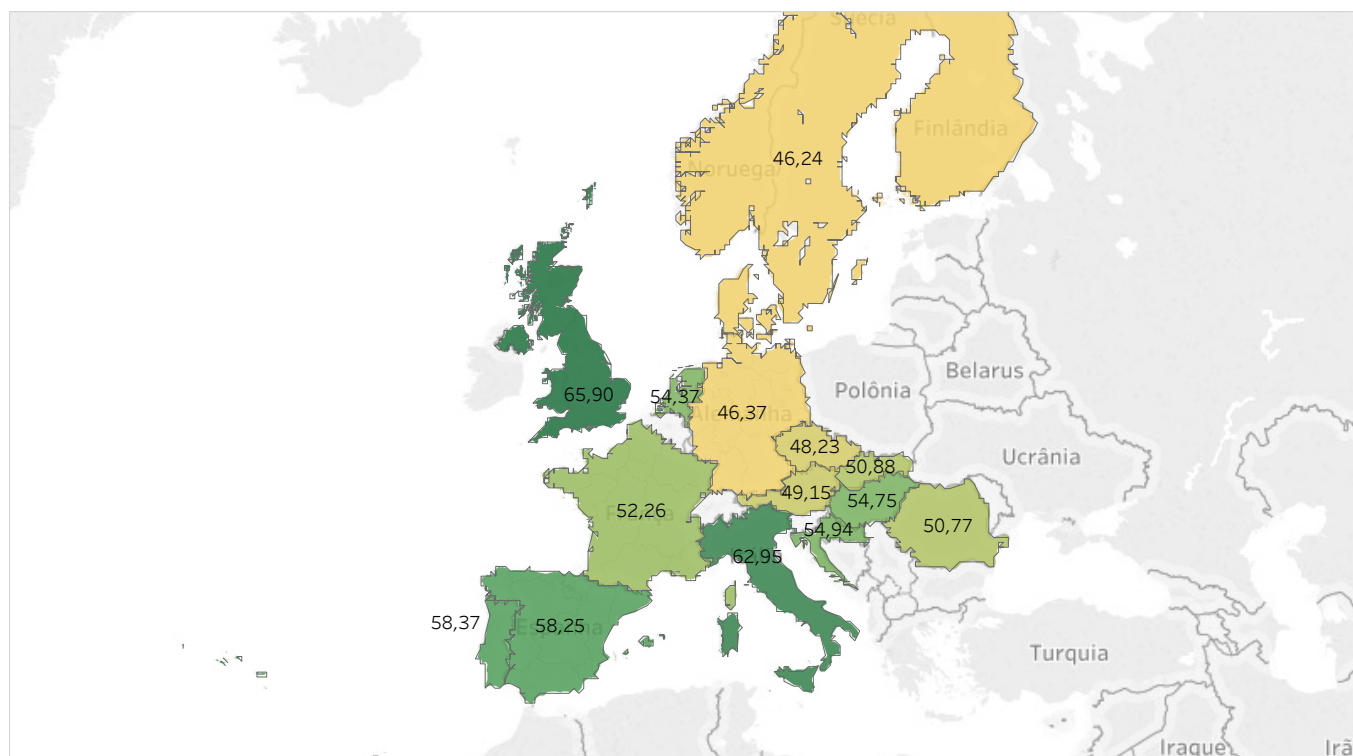 Suécia
Finlândia
46,24
Noruega
65,90
54,37
46,37
Alemanha
Polônia
Belarus
48,23
50,88
Ucrânia
49,15
54,75
52,26
França
54,94
50,77
62,95
58,37
58,25
Espanha
Turquia
Iraque
Irã